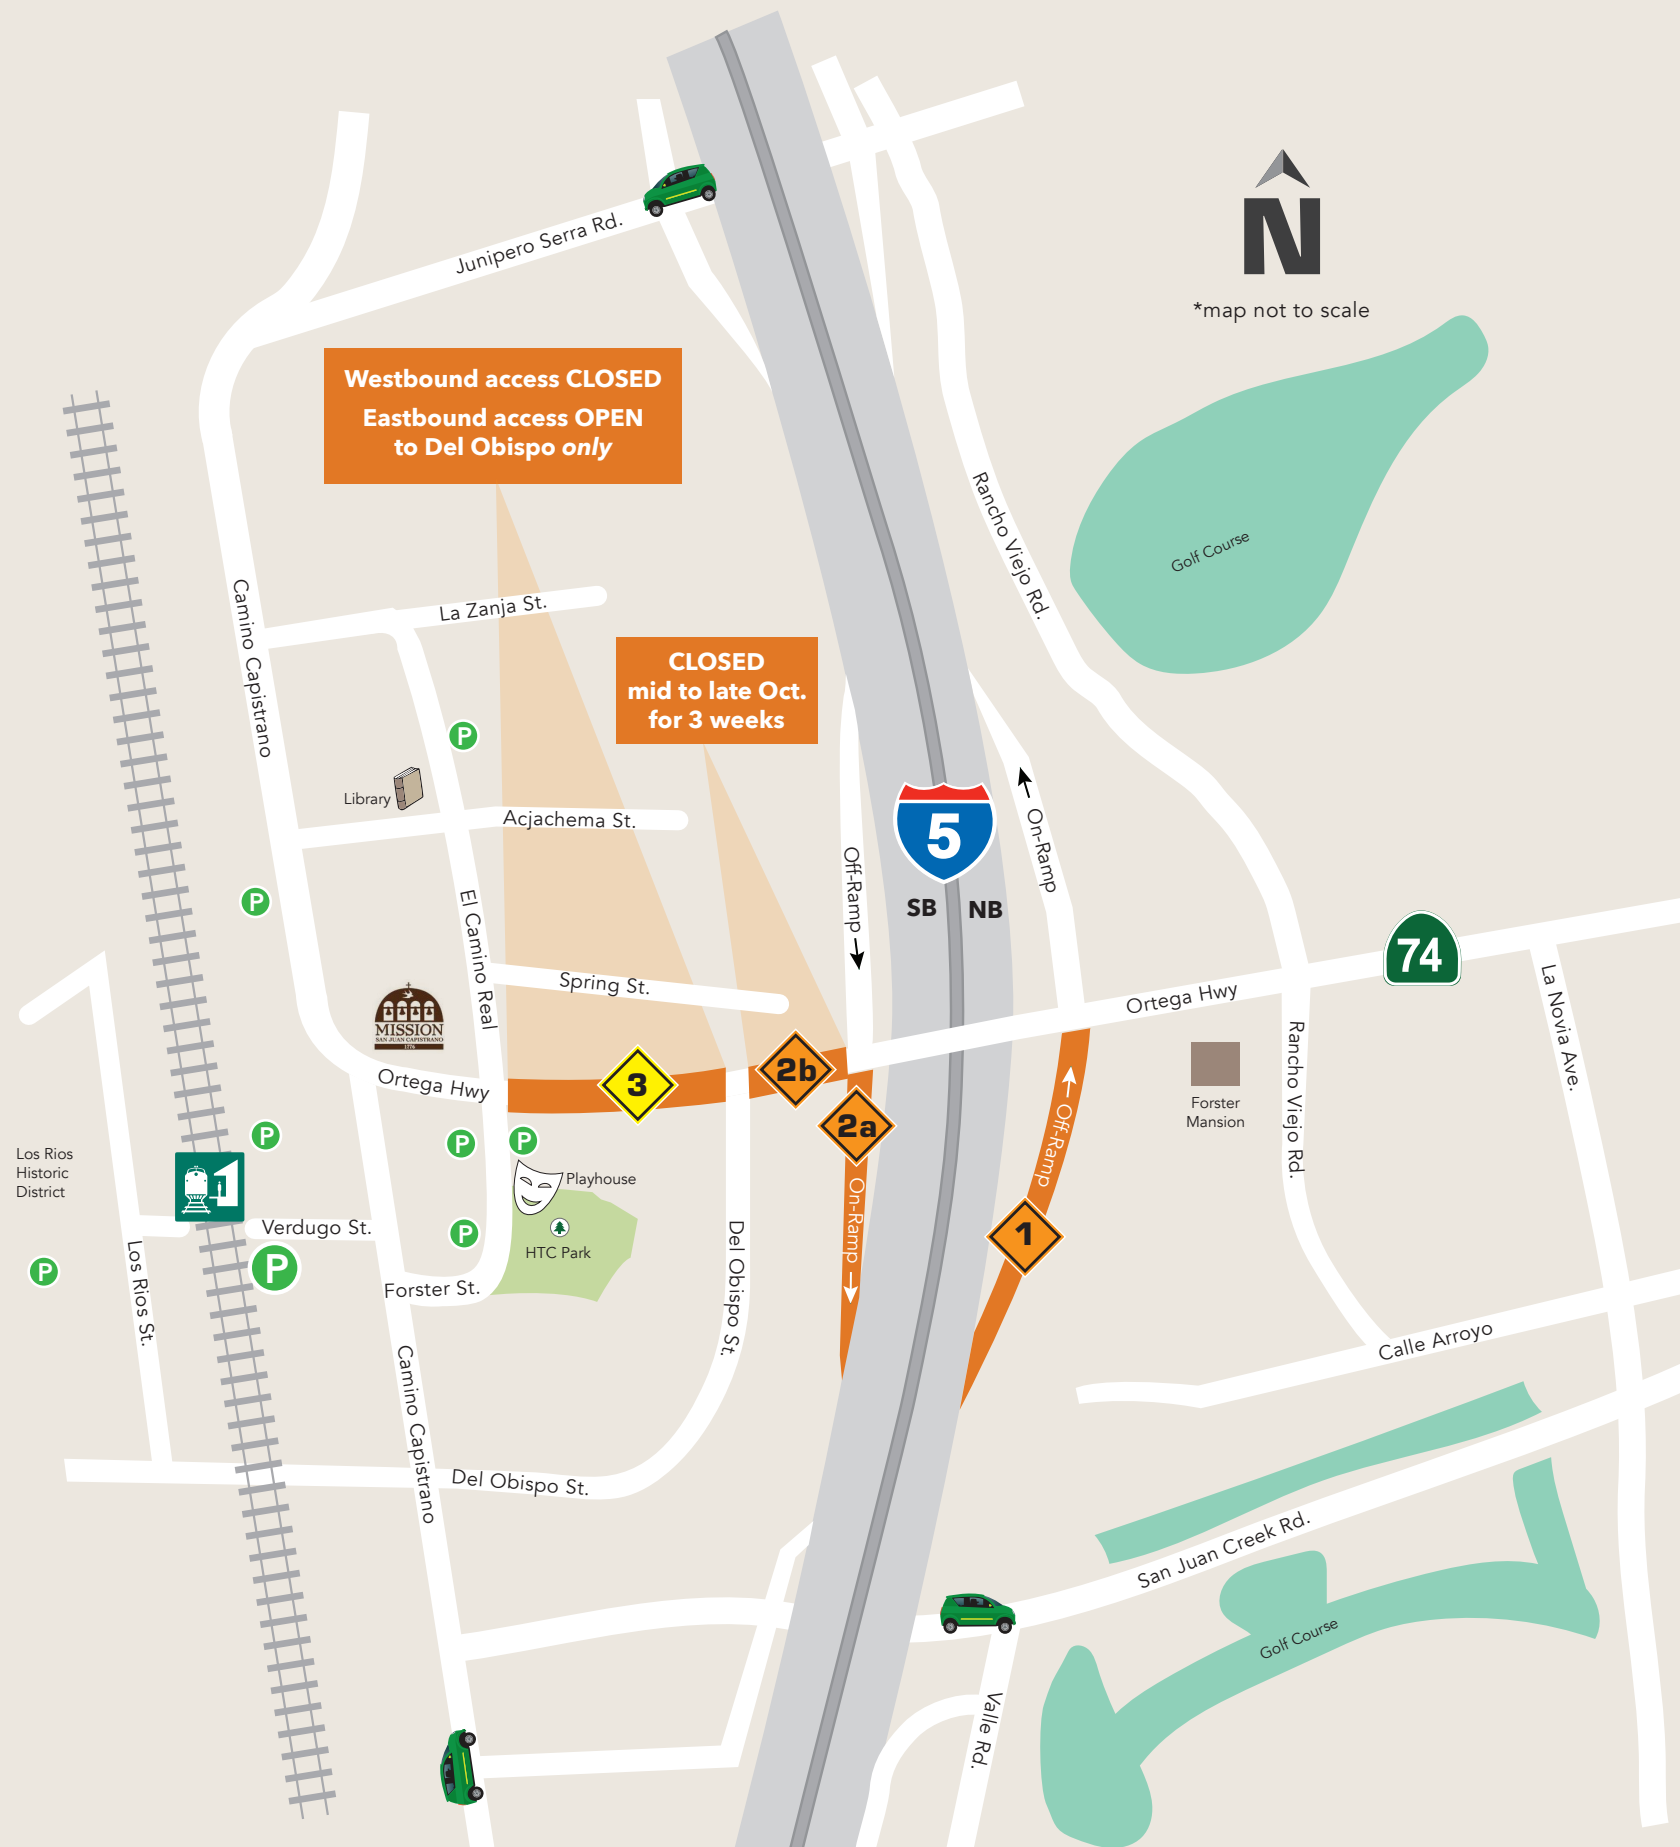 Junipero Serra Rd.
N
*map not to scale
Westbound access CLOSED
Eastbound access OPEN
to Del Obispo only
Golf Course
Rancho Viejo Rd.
Camino Capistrano
La Zanja St.
CLOSED
mid to late Oct.
for 3 weeks
P
Library
Acjachema St.
5
SB
NB
Off-Ramp
On-Ramp
P
El Camino Real
Spring St.
74
Ortega Hwy
La Novia Ave.
MISSION
SAN JUAN CAPISTRANO
1776
Ortega Hwy
3
2b
2a
Rancho Viejo Rd.
Forster
Mansion
Off-Ramp
On-Ramp
1
P
P
P
Los Rios
Historic
District
Playhouse
HTC Park
Verdugo St.
P
P
P
Forster St.
Del Obispo St.
Los Rios St.
Camino Capistrano
Calle Arroyo
Del Obispo St.
San Juan Creek Rd.
Golf Course
Valle Rd.